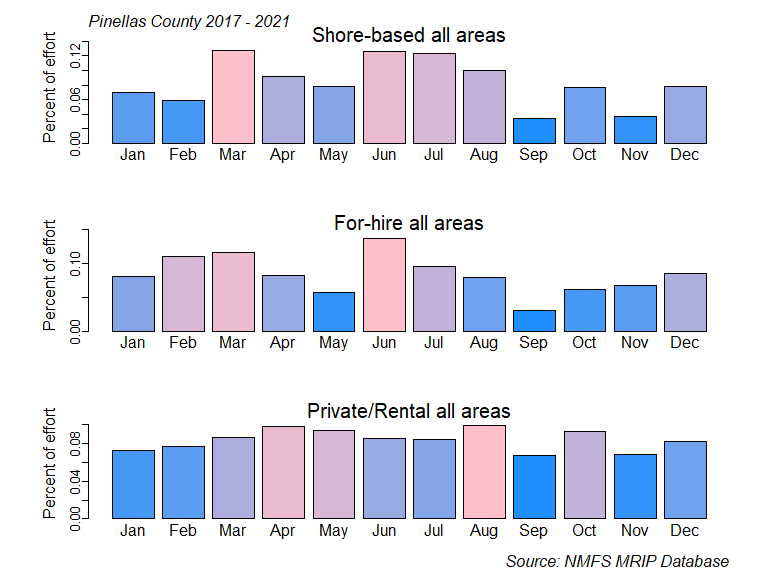 Pinellas County 2017 - 2021
Shore-based all areas
Percent of effort
0.12
0.06
0.00
Jan Feb Mar Apr May Jun Jul Aug Sep Oct Nov Dec
For-hire all areas
Percent of effort
0.10
0.00
Jan Feb Mar Apr May Jun Jul Aug Sep Oct Nov Dec
Private/Rental all areas
Percent of effort
0.08
0.04
0.00
Jan Feb Mar Apr May Jun Jul Aug Sep Oct Nov Dec
Source: NMFS MRIP Database